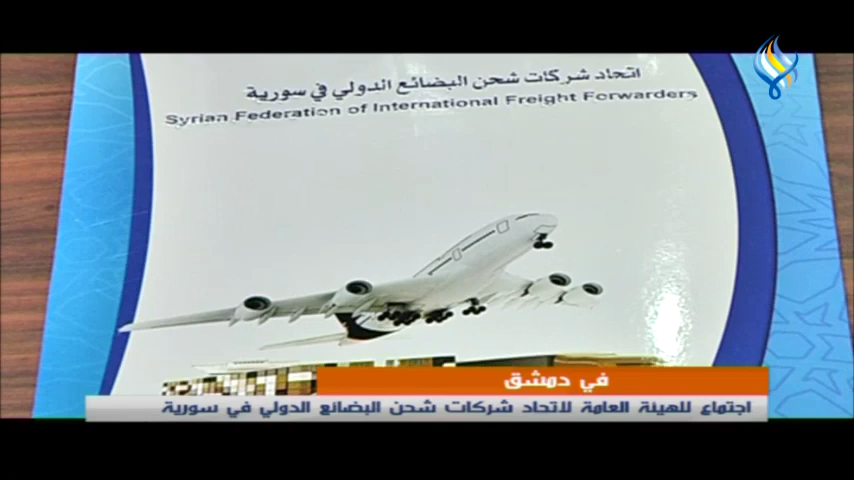 اتحاد شركات شحن البضائع الدولي في سورية
Syrian Federation of International Freight Forwarders
في دمشق
اجتماع للهيئة العامة لاتحاد شركات شحن البضائع الدولي في سورية